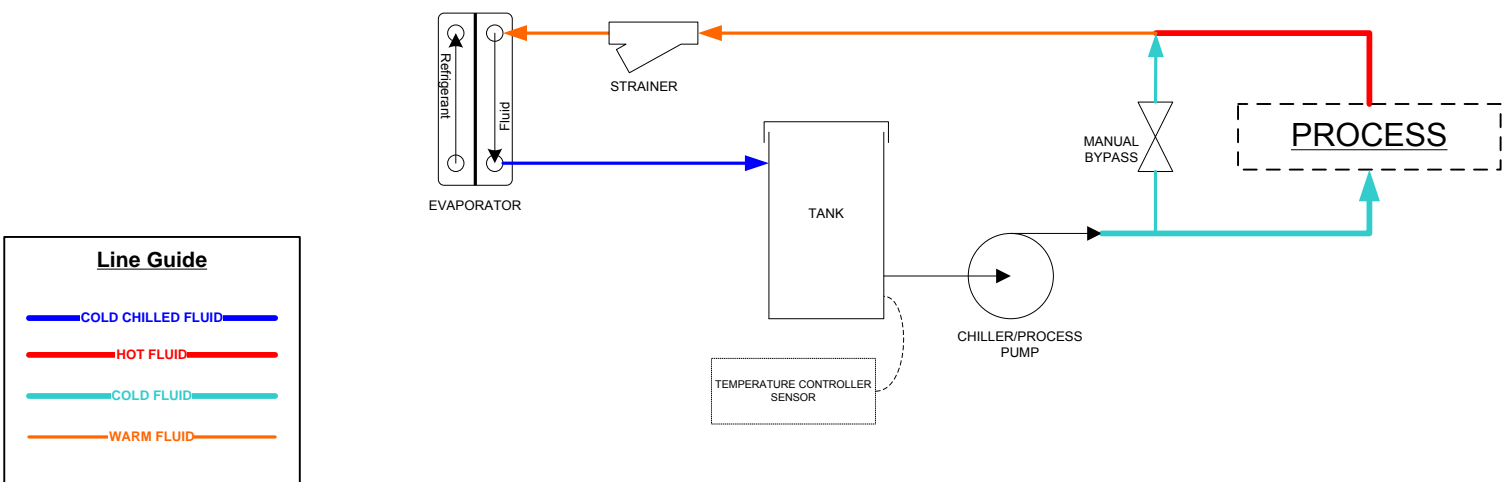 Refrigerant
Fluid
STRAINER
EVAPORATOR
MANUAL
BYPASS
PROCESS
TANK
CHILLER/PROCESS
PUMP
TEMPERATURE CONTROLLER
SENSOR
Line Guide
COLD CHILLED FLUID
HOT FLUID
COLD FLUID
WARM FLUID